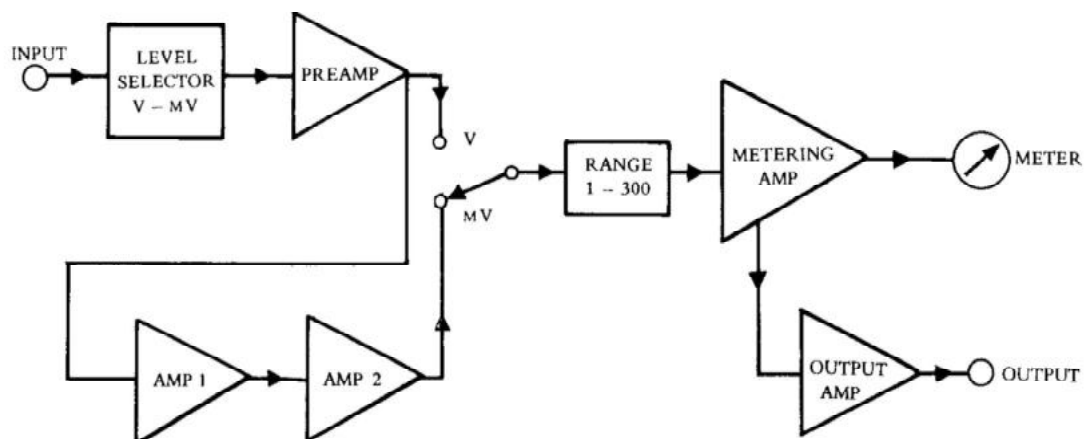 INPUT
LEVEL
SELECTOR
V - MV
PREAMP
V
MV
RANGE
1 - 300
METERING
AMP
METER
AMP 1
AMP 2
OUTPUT
AMP
OUTPUT